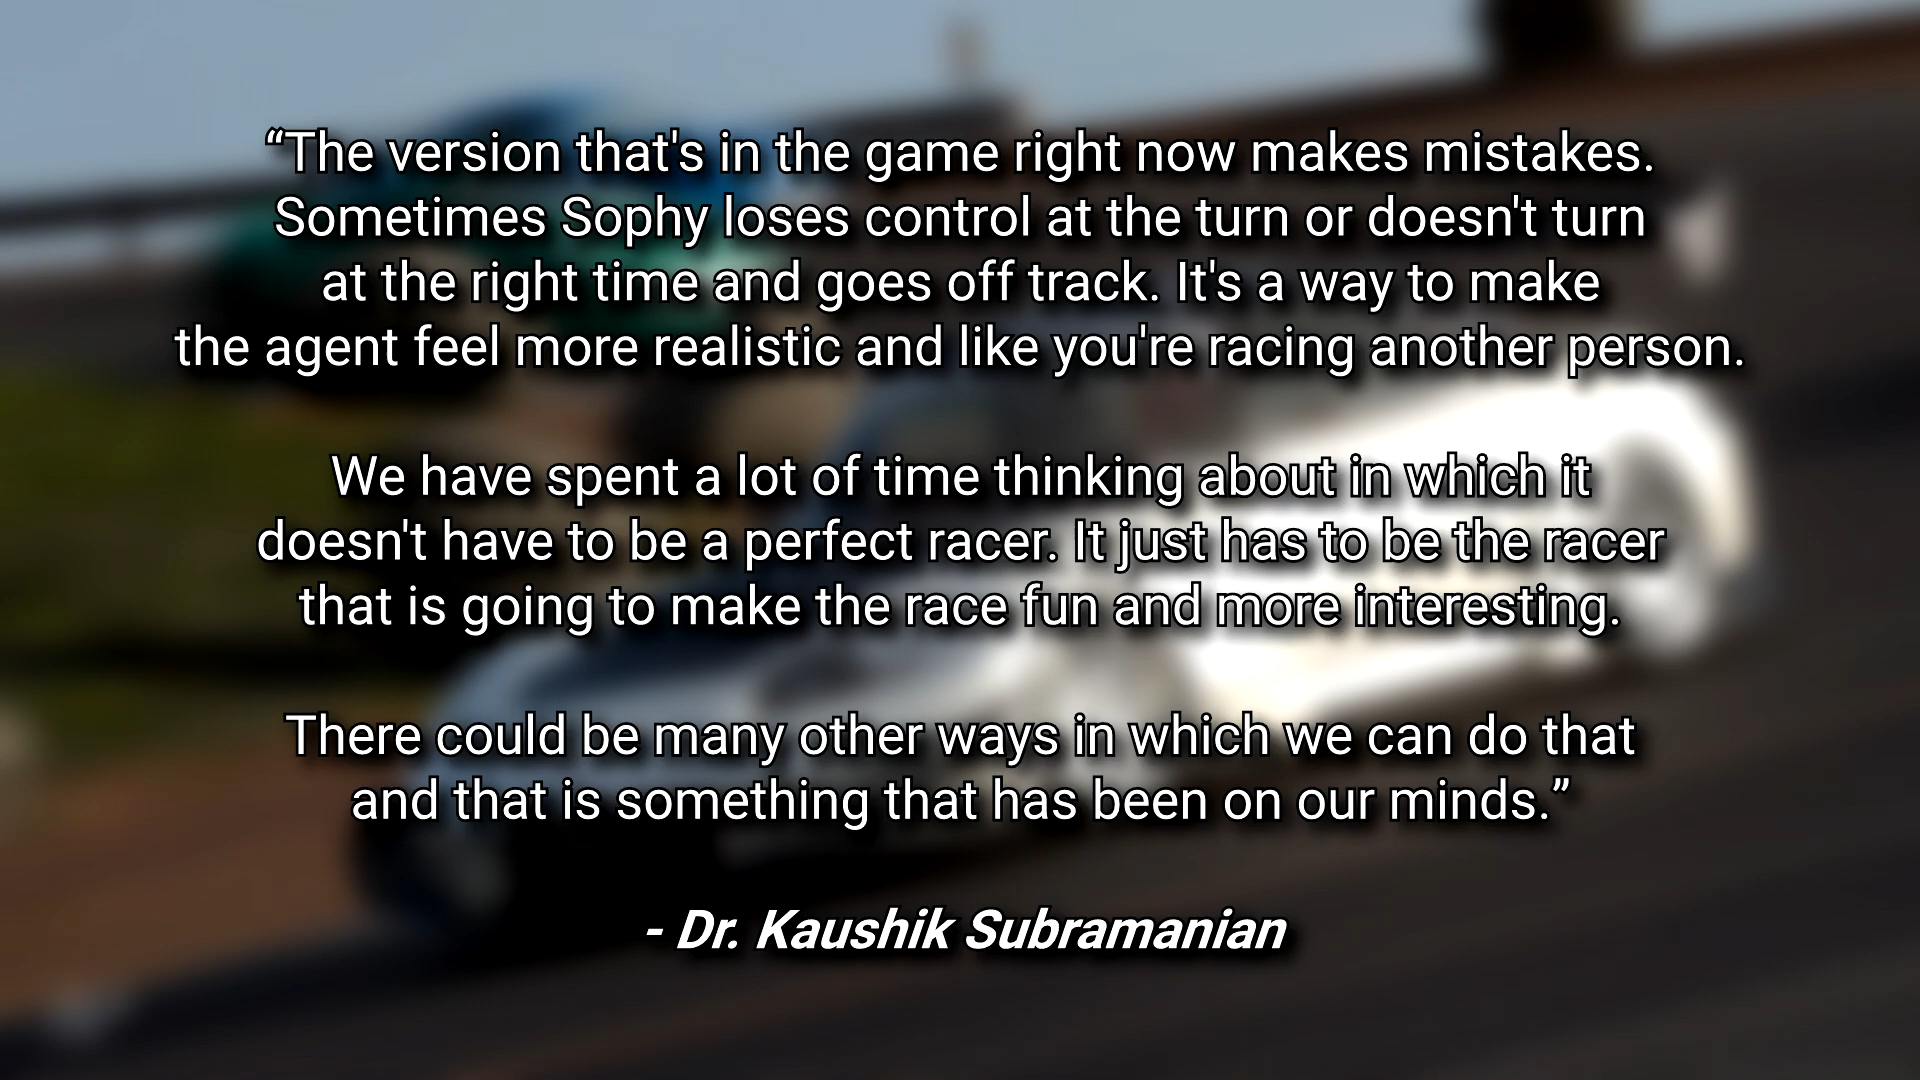 “The version that's in the game right now makes mistakes.
Sometimes Sophy loses control at the turn or doesn't turn
at the right time and goes off track. It's a way to make
the agent feel more realistic and like you're racing another person.
We have spent a lot of time thinking about in which it
doesn't have to be a perfect racer. It just has to be the racer
that is going to make the race fun and more interesting.
There could be many other ways in which we can do that
and that is something that has been on our minds.”
- Dr. Kaushik Subramanian